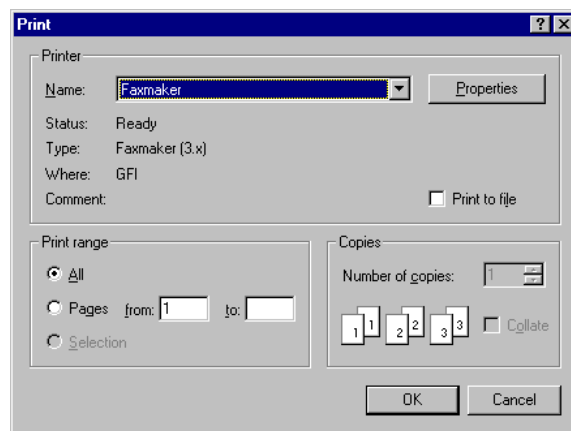 Print
Printer
Name: Faxmaker Properties
Status: Ready
Type: Faxmaker (3.x)
Where: GFI
Comment: Print to file
Print range
All
Pages from: 1 to:
Selection
Copies
Number of copies: 1
1 1 2 2 3 3 Collate
OK Cancel